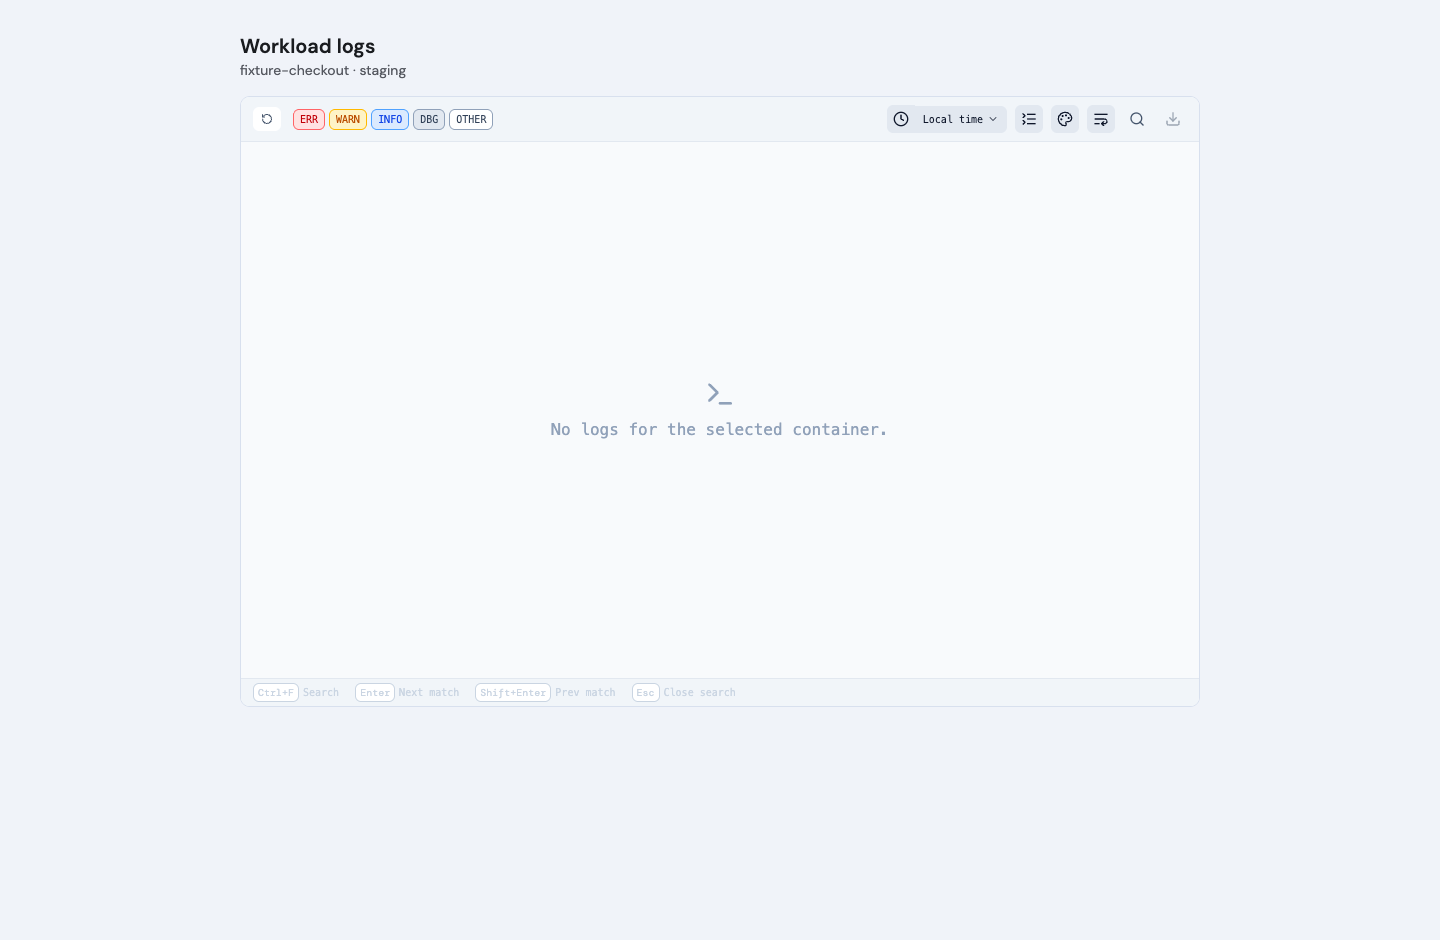 Workload logs
fixture-checkout · staging
ERR WARN INFO DBG OTHER Local time
No logs for the selected container.
Ctrl+F Search Enter Next match Shift+Enter Prev match Esc Close search